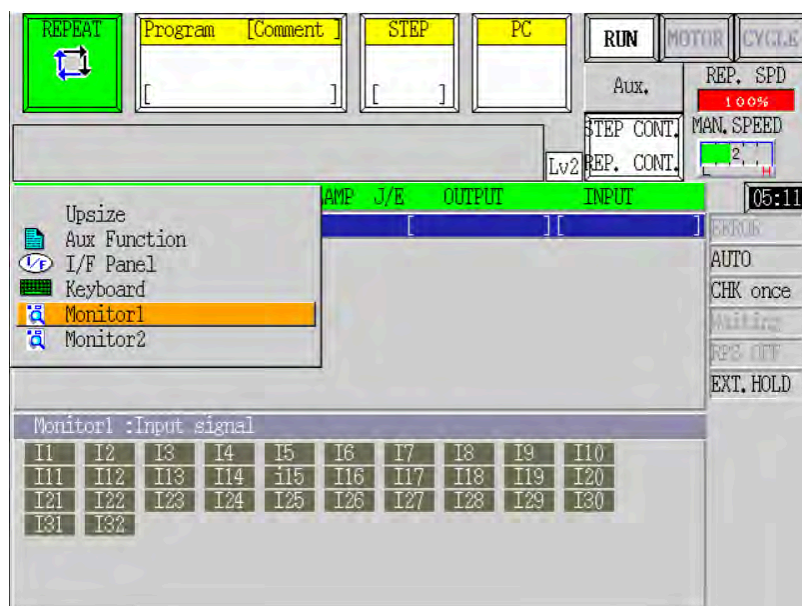 REPEAT
Program [Comment ]
[ ]
STEP
[ ]
PC
RUN
MOTOR
CYCLE
Aux.
REP. SPD
100%
STEP CONT.
REP. CONT.
MAN. SPEED
2
L H
Lv2
AMP J/E OUTPUT INPUT
[ ][ ]
05:11
Upsize
Aux Function
I/F I/F Panel
Keyboard
Monitor1
Monitor2
ERROR
AUTO
CHK once
Waiting
RPS OFF
EXT. HOLD
Monitor1 :Input signal
I1 I2 I3 I4 I5 I6 I7 I8 I9 I10
I11 I12 I13 I14 i15 I16 I17 I18 I19 I20
I21 I22 I23 I24 I25 I26 I27 I28 I29 I30
I31 I32